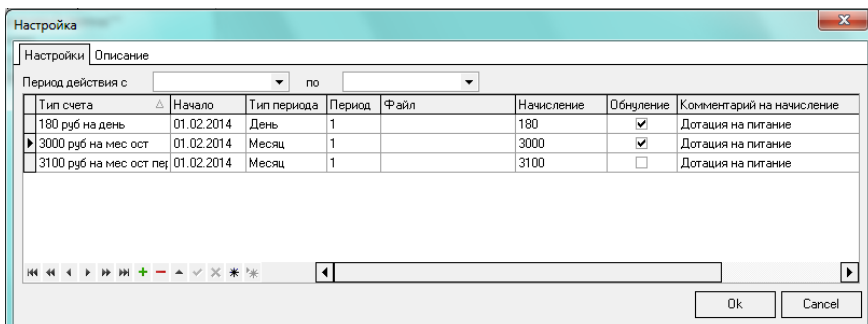 Настройка
Настройки Описание
Период действия с по
Тип счета Начало Тип периода Период Файл Начисление Обнуление Комментарий на начисление
180 руб на день 01.02.2014 День 1 180 Дотация на питание
3000 руб на мес ост 01.02.2014 Месяц 1 3000 Дотация на питание
3100 руб на мес ост пер 01.02.2014 Месяц 1 3100 Дотация на питание
Ok Cancel